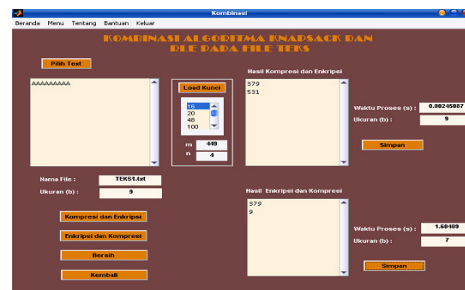 Kombinasi
Beranda Menu Tentang Bantuan Keluar
KOMBINASI ALGORITMA KNAPSACK DAN
RLE PADA FILE TEKS
Pilih Text
AAAAAAAAA
Load Kunci
16
20
48
100
m 449
n 4
Nama File : TEKS1.txt
Ukuran (b) : 9
Kompresi dan Enkripsi
Enkripsi dan Kompresi
Bersih
Kembali
Hasil Kompresi dan Enkripsi
379
531
Waktu Proses (s) : 0.80245087
Ukuran (b) : 9
Simpan
Hasil Enkripsi dan Kompresi
379
9
Waktu Proses (s) : 1.60489
Ukuran (b) : 7
Simpan